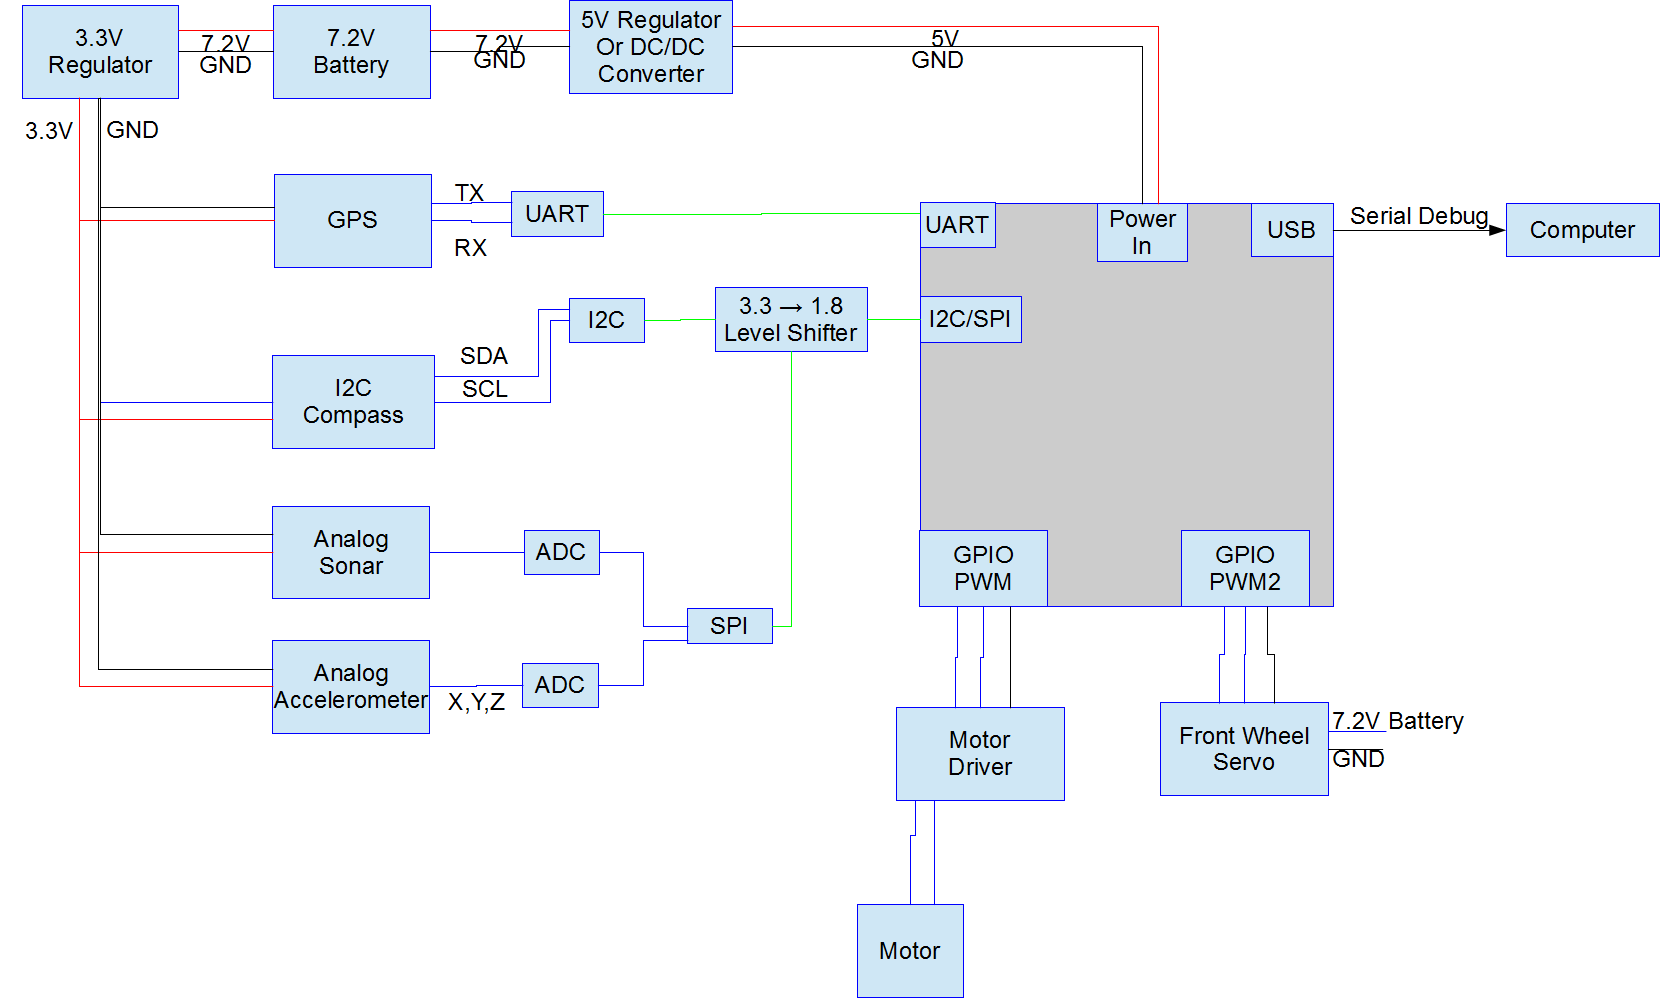 3.3V
Regulator
7.2V
GND
7.2V
Battery
7.2V
GND
5V Regulator
Or DC/DC
Converter
5V
GND
3.3V
GND
GPS
TX
RX
UART
UART
Power
In
USB
Serial Debug
Computer
I2C
Compass
SDA
SCL
I2C
3.3 → 1.8
Level Shifter
I2C/SPI
Analog
Sonar
ADC
SPI
Analog
Accelerometer
X,Y,Z
ADC
GPIO
PWM
GPIO
PWM2
Motor
Driver
Front Wheel
Servo
7.2V Battery
GND
Motor